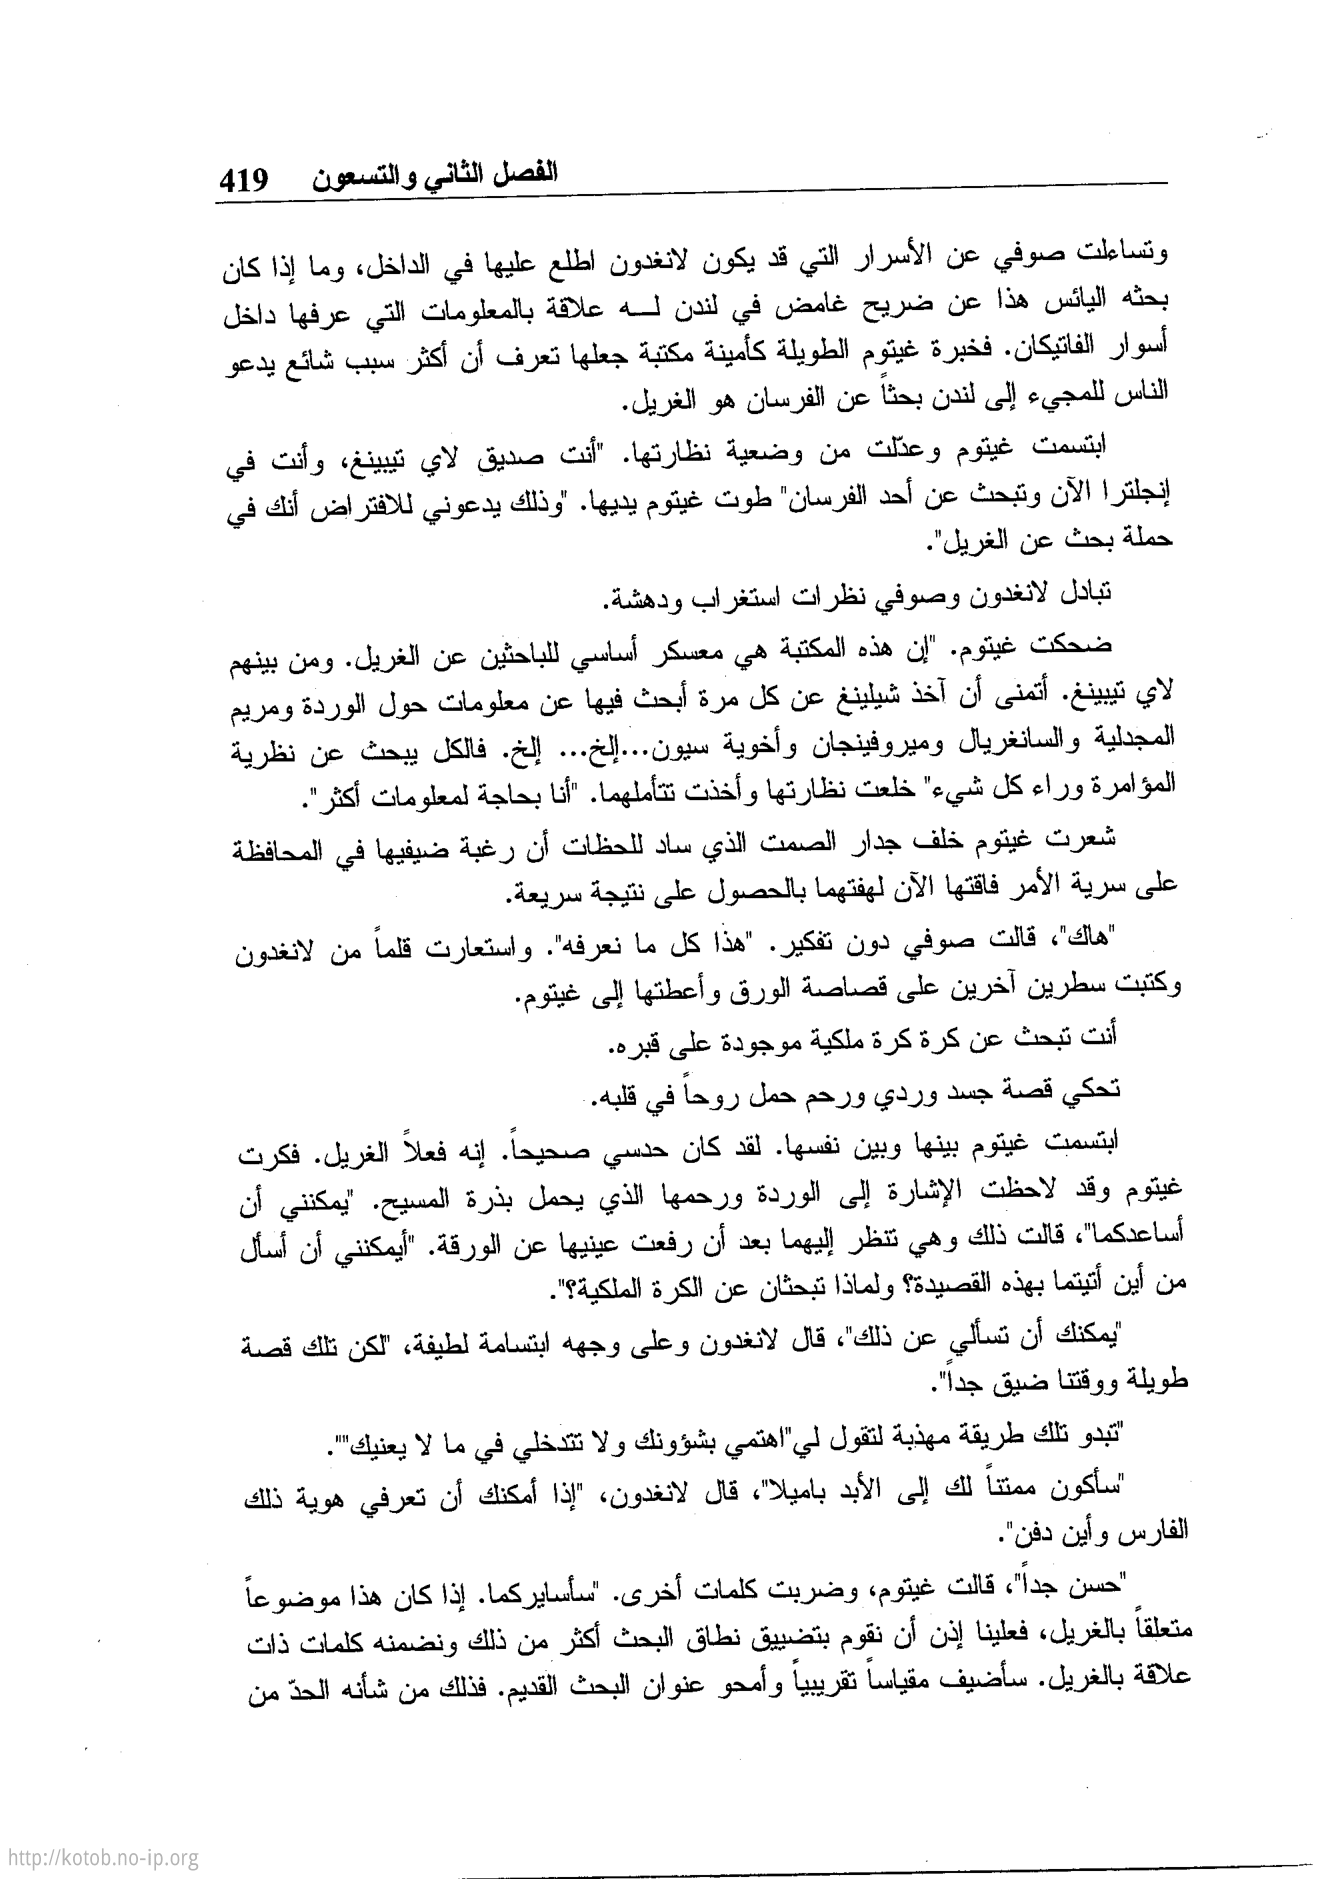 الفصل الثاني والتسعون 419
وتساءلت صوفي عن الأسرار التي قد يكون لانغدون اطلع عليها في الداخل، وما إذا كان
بحثه اليائس هذا عن ضريح غامض في لندن لـه علاقة بالمعلومات التي عرفها داخل
أسوار الفاتيكان. فخبرة غيتوم الطويلة كأمينة مكتبة جعلها تعرف أن أكثر سبب شائع يدعو
الناس للمجيء إلى لندن بحثاً عن الفرسان هو الغريل.
ابتسمت غيتوم وعدّلت من وضعية نظارتها. "أنت صديق لاي تيبينغ، وأنت في
إنجلترا الآن وتبحث عن أحد الفرسان" طوت غيتوم يديها. "وذلك يدعوني للافتراض أنك في
حملة بحث عن الغريل".
تبادل لانغدون وصوفي نظرات استغراب ودهشة.
ضحكت غيتوم. "إن هذه المكتبة هي معسكر أساسي للباحثين عن الغريل. ومن بينهم
لاي تيبينغ. أتمنى أن آخذ شيلينغ عن كل مرة أبحث فيها عن معلومات حول الوردة ومريم
المجدلية والسانغريال وميروفينجان وأخوية سيون...إلخ... إلخ. فالكل يبحث عن نظرية
المؤامرة وراء كل شيء" خلعت نظارتها وأخذت تتأملهما. "أنا بحاجة لمعلومات أكثر".
شعرت غيتوم خلف جدار الصمت الذي ساد للحظات أن رغبة ضيفيها في المحافظة
على سرية الأمر فاقتها الآن لهفتهما بالحصول على نتيجة سريعة.
"هاك"، قالت صوفي دون تفكير. "هذا كل ما نعرفه". واستعارت قلماً من لانغدون
وكتبت سطرين آخرين على قصاصة الورق وأعطتها إلى غيتوم.
أنت تبحث عن كرة كرة ملكية موجودة على قبره.
تحكي قصة جسد وردي ورحم حمل روحاً في قلبه.
ابتسمت غيتوم بينها وبين نفسها. لقد كان حدسي صحيحاً. إنه فعلاً الغريل. فكرت
غيتوم وقد لاحظت الإشارة إلى الوردة ورحمها الذي يحمل بذرة المسيح. "يمكنني أن
أساعدكما"، قالت ذلك وهي تنظر إليهما بعد أن رفعت عينيها عن الورقة. "أيمكنني أن أسأل
من أين أتيتما بهذه القصيدة؟ ولماذا تبحثان عن الكرة الملكية؟".
"يمكنك أن تسألي عن ذلك"، قال لانغدون وعلى وجهه ابتسامة لطيفة، "لكن تلك قصة
طويلة ووقتنا ضيق جداً".
"تبدو تلك طريقة مهذبة لتقول لي"اهتمي بشؤونك ولا تتدخلي في ما لا يعنيك"".
"سأكون ممتناً لك إلى الأبد باميلا"، قال لانغدون، "إذا أمكنك أن تعرفي هوية ذلك
الفارس وأين دفن".
"حسن جداً"، قالت غيتوم، وضربت كلمات أخرى. "سأسايركما. إذا كان هذا موضوعاً
متعلقاً بالغريل، فعلينا إذن أن نقوم بتضييق نطاق البحث أكثر من ذلك ونضمنه كلمات ذات
علاقة بالغريل. سأضيف مقياساً تقريبياً وأمحو عنوان البحث القديم. فذلك من شأنه الحدّ من
http://kotob.no-ip.org